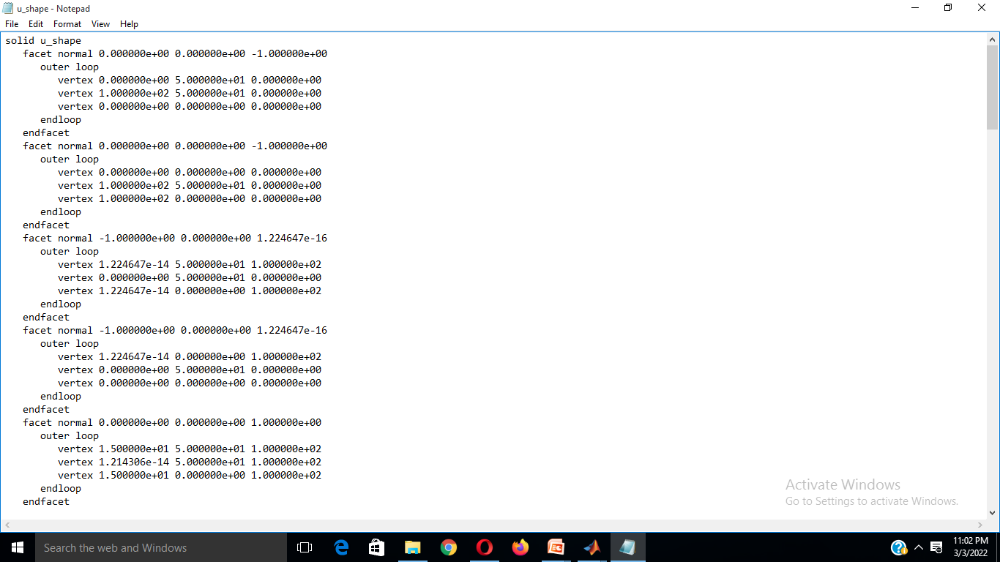 u_shape - Notepad
File Edit Format View Help
solid u_shape
facet normal 0.000000e+00 0.000000e+00 -1.000000e+00
outer loop
vertex 0.000000e+00 5.000000e+01 0.000000e+00
vertex 1.000000e+02 5.000000e+01 0.000000e+00
vertex 0.000000e+00 0.000000e+00 0.000000e+00
endloop
endfacet
facet normal 0.000000e+00 0.000000e+00 -1.000000e+00
outer loop
vertex 0.000000e+00 0.000000e+00 0.000000e+00
vertex 1.000000e+02 5.000000e+01 0.000000e+00
vertex 1.000000e+02 0.000000e+00 0.000000e+00
endloop
endfacet
facet normal -1.000000e+00 0.000000e+00 1.224647e-16
outer loop
vertex 1.224647e-14 5.000000e+01 1.000000e+02
vertex 0.000000e+00 5.000000e+01 0.000000e+00
vertex 1.224647e-14 0.000000e+00 1.000000e+02
endloop
endfacet
facet normal -1.000000e+00 0.000000e+00 1.224647e-16
outer loop
vertex 1.224647e-14 0.000000e+00 1.000000e+02
vertex 0.000000e+00 5.000000e+01 0.000000e+00
vertex 0.000000e+00 0.000000e+00 0.000000e+00
endloop
endfacet
facet normal 0.000000e+00 0.000000e+00 1.000000e+00
outer loop
vertex 1.500000e+01 5.000000e+01 1.000000e+02
vertex 1.214306e-14 5.000000e+01 1.000000e+02
vertex 1.500000e+01 0.000000e+00 1.000000e+02
endloop
endfacet
Activate Windows
Go to Settings to activate Windows.
Search the web and Windows
11:02 PM
3/3/2022